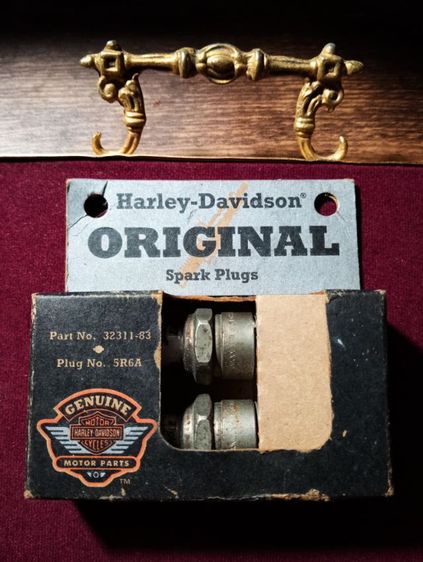 Harley-Davidson®
ORIGINAL
Spark Plugs
Part No. 32311-83
Plug No. 5R6A
GENUINE
MOTOR
HARLEY-DAVIDSON
CYCLES
MOTOR PARTS
TM